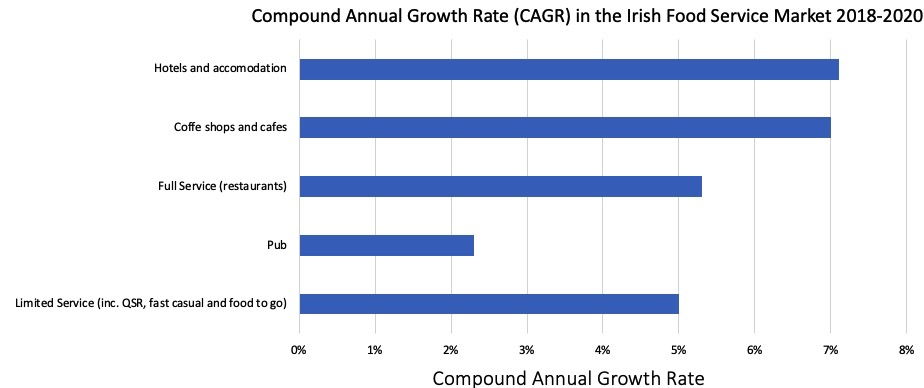 Compound Annual Growth Rate (CAGR) in the Irish Food Service Market 2018-2020
Hotels and accomodation
Coffe shops and cafes
Full Service (restaurants)
Pub
Limited Service (inc. QSR, fast casual and food to go)
0% 1% 2% 3% 4% 5% 6% 7% 8%
Compound Annual Growth Rate